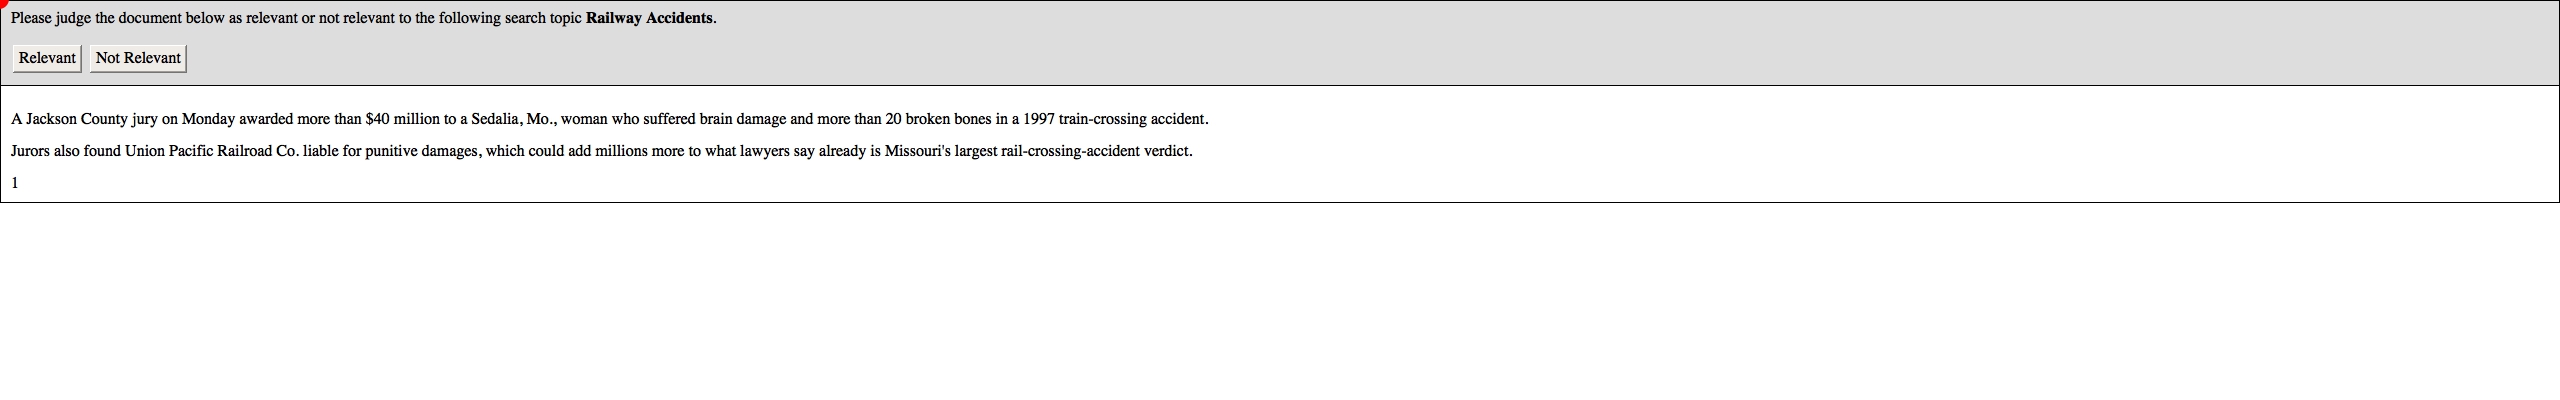 Please judge the document below as relevant or not relevant to the following search topic Railway Accidents.
Relevant Not Relevant
A Jackson County jury on Monday awarded more than $40 million to a Sedalia, Mo., woman who suffered brain damage and more than 20 broken bones in a 1997 train-crossing accident.
Jurors also found Union Pacific Railroad Co. liable for punitive damages, which could add millions more to what lawyers say already is Missouri's largest rail-crossing-accident verdict.
1